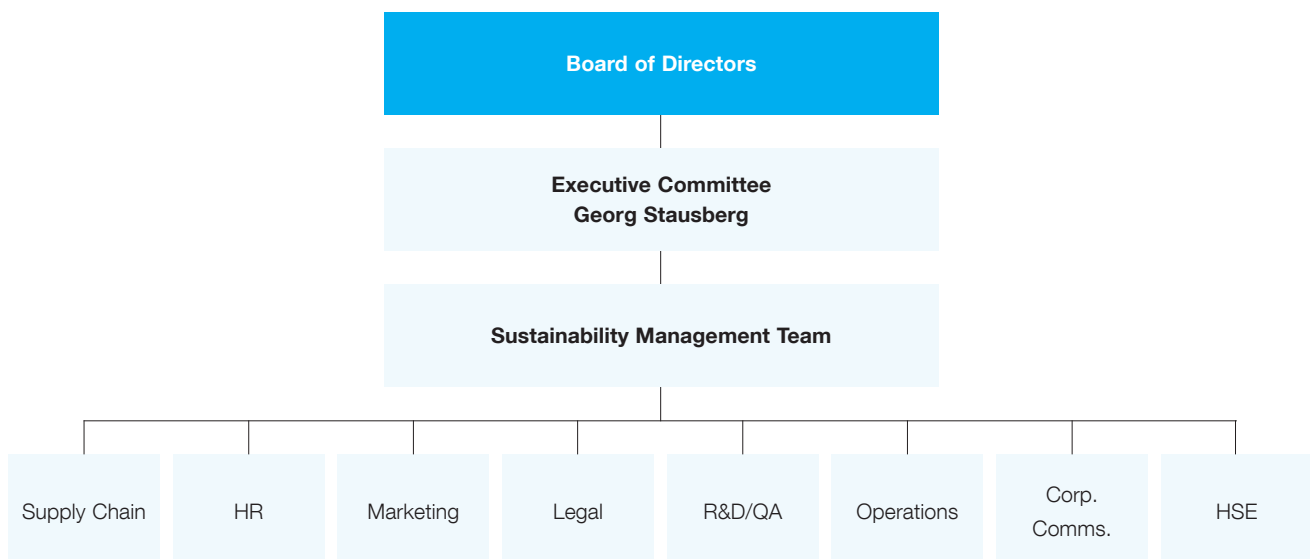 Board of Directors
Executive Committee
Georg Stausberg
Sustainability Management Team
Supply Chain
HR
Marketing
Legal
R&D/QA
Operations
Corp.
Comms.
HSE